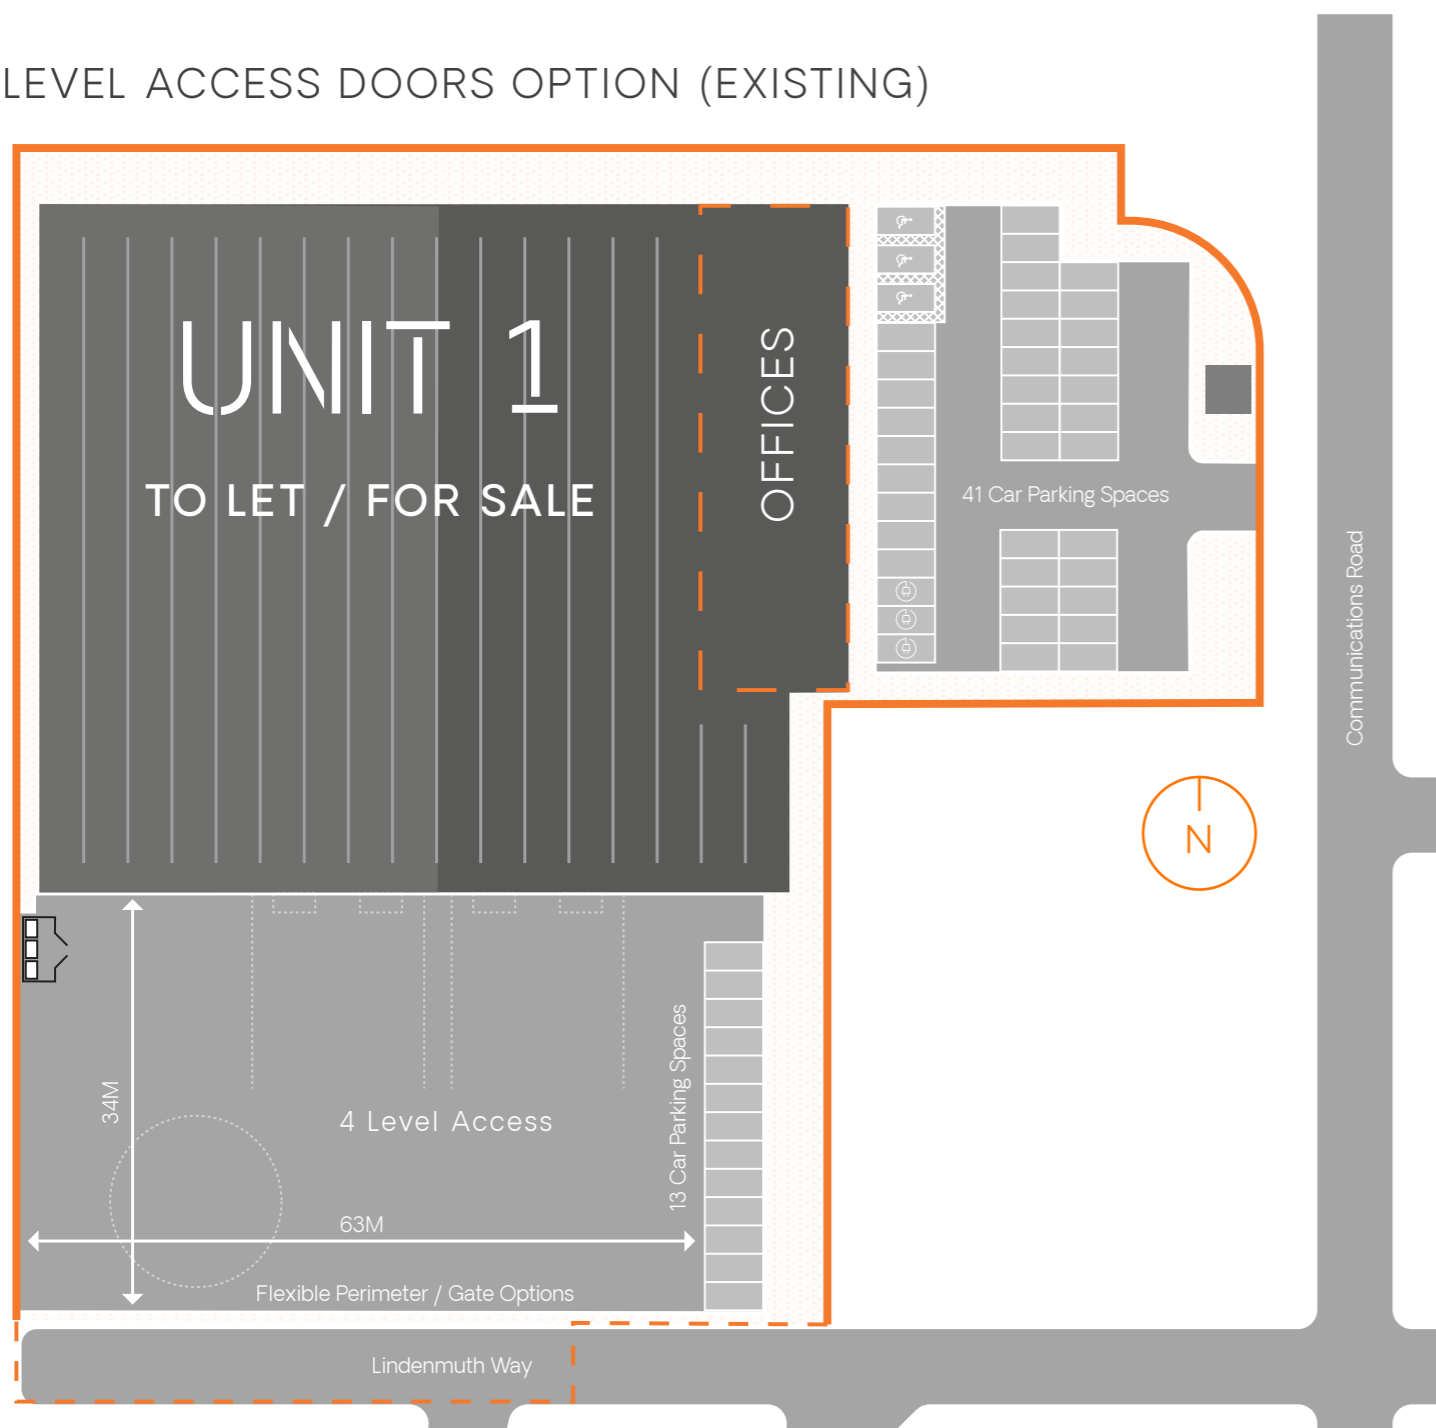 LEVEL ACCESS DOORS OPTION (EXISTING)
UNIT 1
TO LET / FOR SALE
OFFICES
41 Car Parking Spaces
Communications Road
N
34M
4 Level Access
13 Car Parking Spaces
63M
Flexible Perimeter / Gate Options
Lindenmuth Way